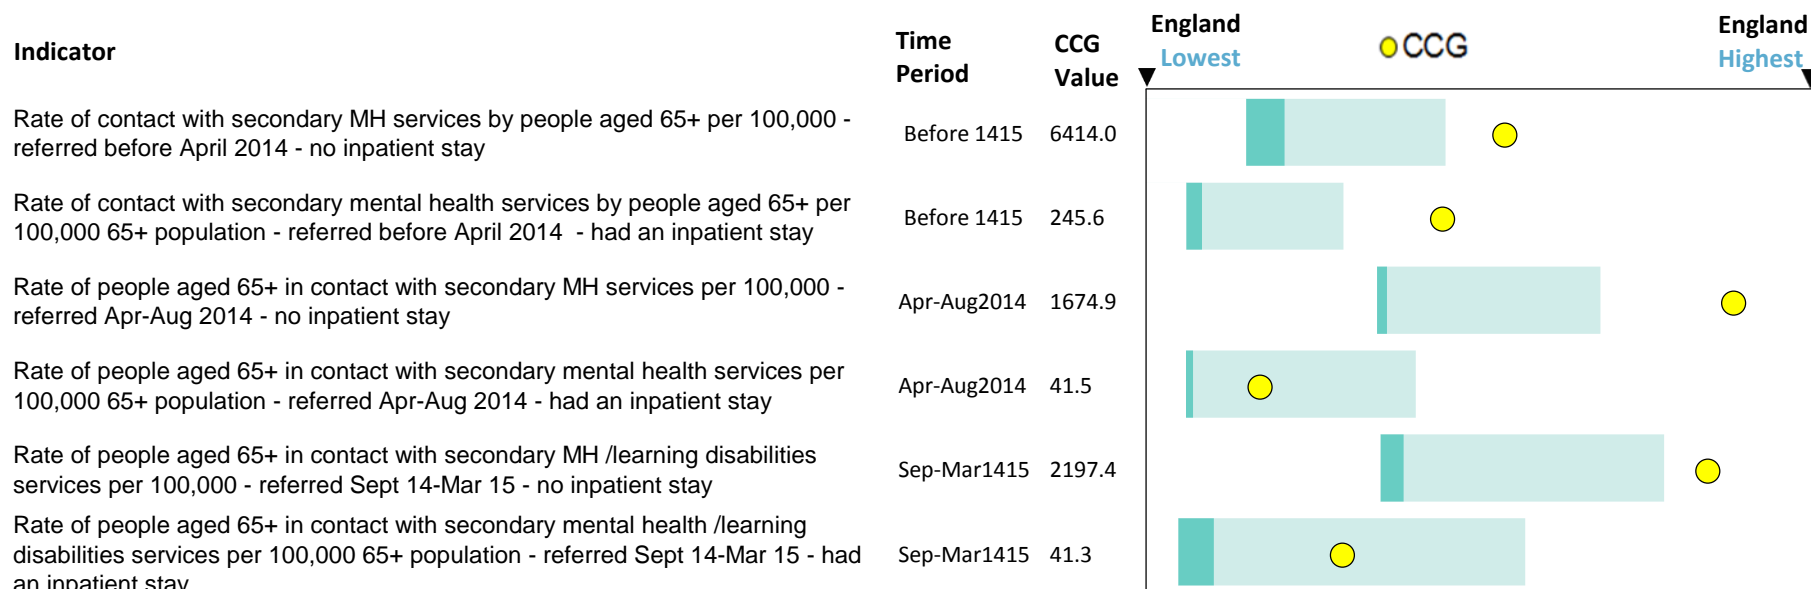 Indicator
Time Period
CCG Value
England Lowest
CCG
England Highest
Rate of contact with secondary MH services by people aged 65+ per 100,000 -
referred before April 2014 - no inpatient stay
Before 1415 6414.0
Rate of contact with secondary mental health services by people aged 65+ per
100,000 65+ population - referred before April 2014  - had an inpatient stay
Before 1415 245.6
Rate of people aged 65+ in contact with secondary MH services per 100,000 -
referred Apr-Aug 2014 - no inpatient stay
Apr-Aug2014 1674.9
Rate of people aged 65+ in contact with secondary mental health services per
100,000 65+ population - referred Apr-Aug 2014 - had an inpatient stay
Apr-Aug2014 41.5
Rate of people aged 65+ in contact with secondary MH /learning disabilities
services per 100,000 - referred Sept 14-Mar 15 - no inpatient stay
Sep-Mar1415 2197.4
Rate of people aged 65+ in contact with secondary mental health /learning
disabilities services per 100,000 65+ population - referred Sept 14-Mar 15 - had
an inpatient stay
Sep-Mar1415 41.3